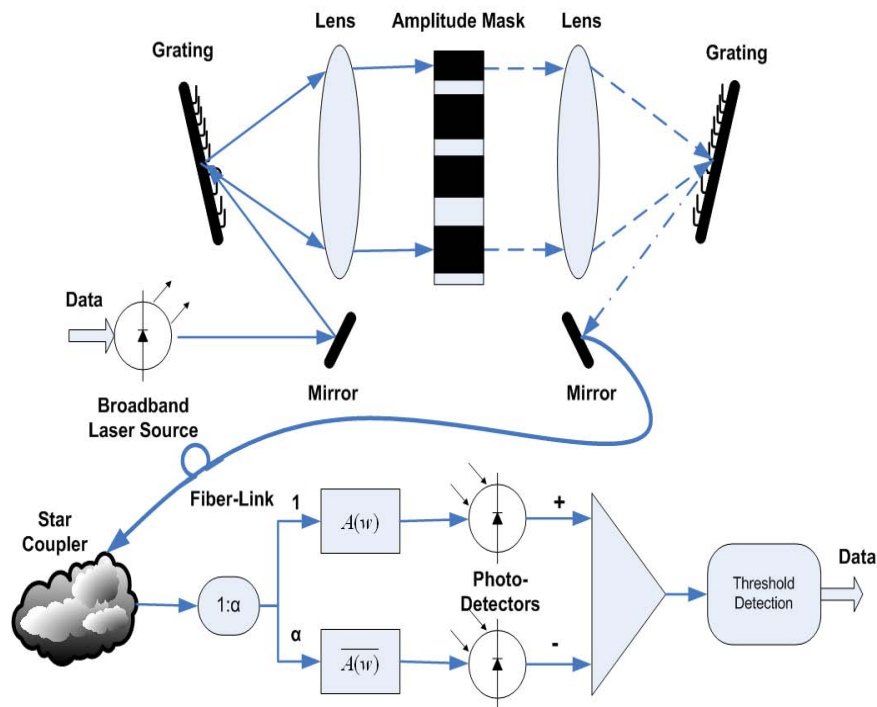 Lens
Amplitude Mask
Lens
Grating
Grating
Data
Mirror
Mirror
Broadband
Laser Source
Fiber-Link
Star
Coupler
1:α
1
α
A(w)
$\overline{A(w)}$
+
-
Photo-
Detectors
Threshold
Detection
Data